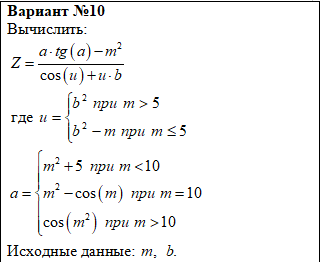 Вариант №10
Вычислить:
Z = (a·tg(a)−m²)/(cos(u)+u·b)
где u = { b² при m > 5
b² − m при m ≤ 5
a = { m² + 5 при m < 10
m² − cos(m) при m = 10
cos(m²) при m > 10
Исходные данные: m, b.